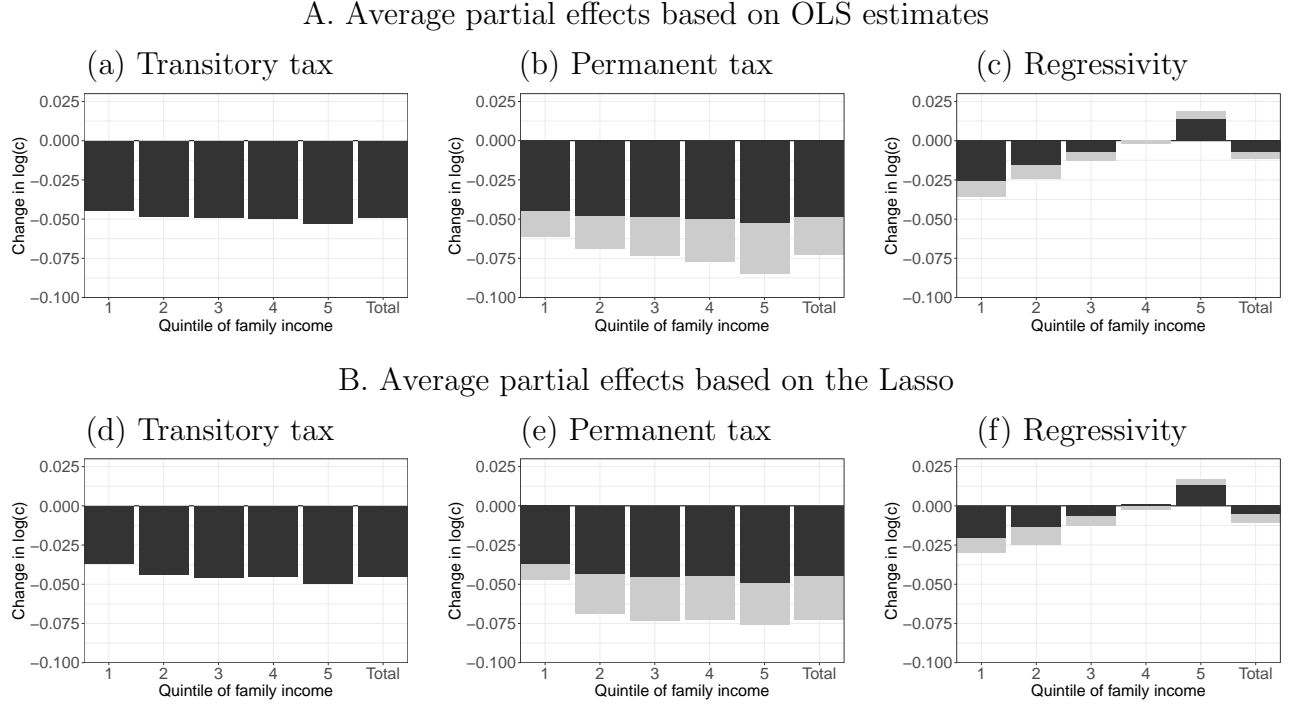 A. Average partial effects based on OLS estimates
(a) Transitory tax
(b) Permanent tax
(c) Regressivity
Change in log(c)
0.025
0.000
−0.025
−0.050
−0.075
−0.100
1 2 3 4 5 Total
Quintile of family income
Change in log(c)
0.025
0.000
−0.025
−0.050
−0.075
−0.100
1 2 3 4 5 Total
Quintile of family income
Change in log(c)
0.025
0.000
−0.025
−0.050
−0.075
−0.100
1 2 3 4 5 Total
Quintile of family income
B. Average partial effects based on the Lasso
(d) Transitory tax
(e) Permanent tax
(f) Regressivity
Change in log(c)
0.025
0.000
−0.025
−0.050
−0.075
−0.100
1 2 3 4 5 Total
Quintile of family income
Change in log(c)
0.025
0.000
−0.025
−0.050
−0.075
−0.100
1 2 3 4 5 Total
Quintile of family income
Change in log(c)
0.025
0.000
−0.025
−0.050
−0.075
−0.100
1 2 3 4 5 Total
Quintile of family income